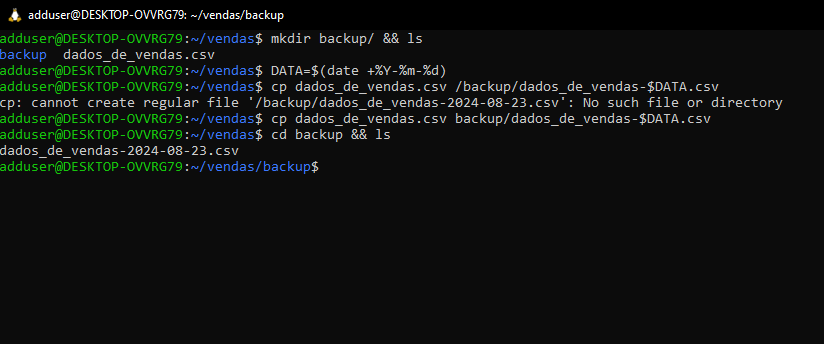 adduser@DESKTOP-OVVRG79: ~/vendas/backup
adduser@DESKTOP-OVVRG79:~/vendas$ mkdir backup/ && ls
backup  dados_de_vendas.csv
adduser@DESKTOP-OVVRG79:~/vendas$ DATA=$(date +%Y-%m-%d)
adduser@DESKTOP-OVVRG79:~/vendas$ cp dados_de_vendas.csv /backup/dados_de_vendas-$DATA.csv
cp: cannot create regular file '/backup/dados_de_vendas-2024-08-23.csv': No such file or directory
adduser@DESKTOP-OVVRG79:~/vendas$ cp dados_de_vendas.csv backup/dados_de_vendas-$DATA.csv
adduser@DESKTOP-OVVRG79:~/vendas$ cd backup && ls
dados_de_vendas-2024-08-23.csv
adduser@DESKTOP-OVVRG79:~/vendas/backup$